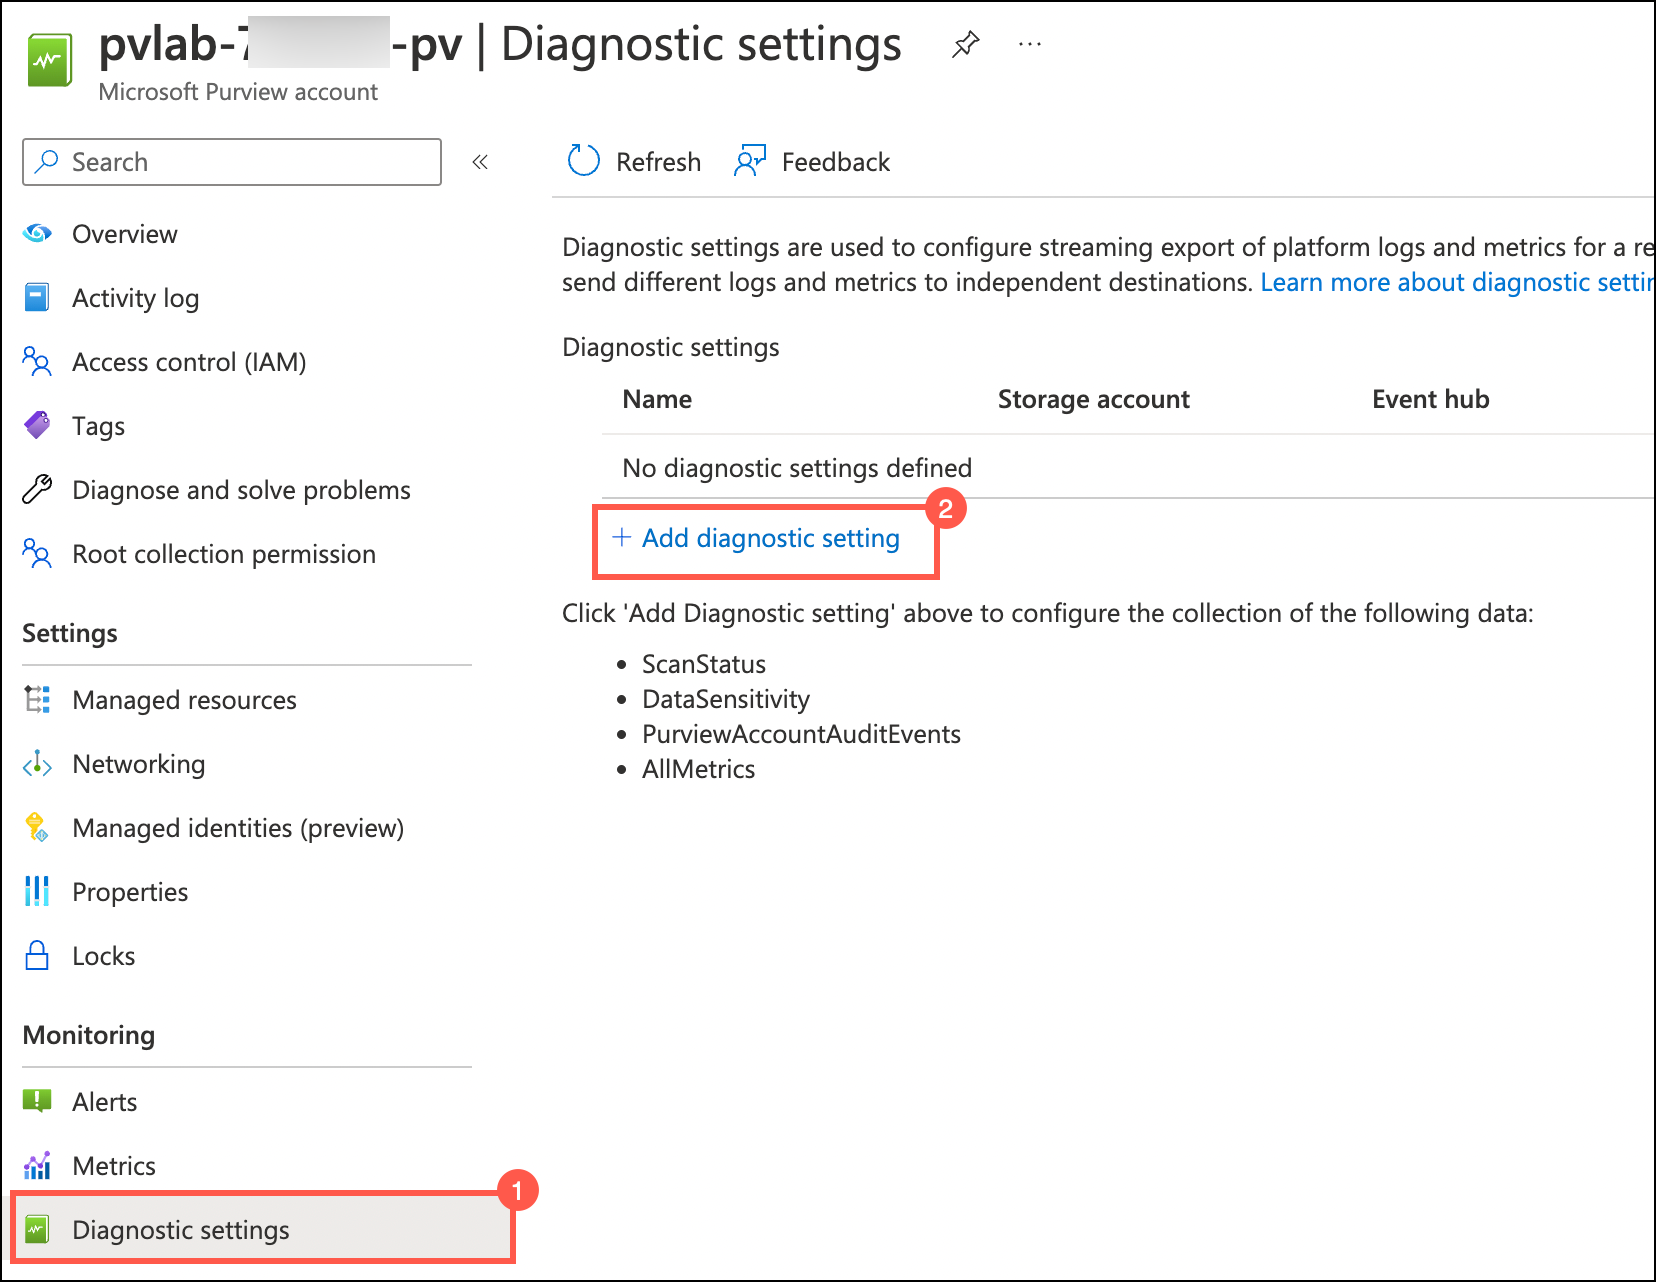 pvlab-7 -pv | Diagnostic settings
Microsoft Purview account
Search
Refresh
Feedback
Overview
Activity log
Access control (IAM)
Tags
Diagnose and solve problems
Root collection permission
Settings
Managed resources
Networking
Managed identities (preview)
Properties
Locks
Monitoring
Alerts
Metrics
1
Diagnostic settings
Diagnostic settings are used to configure streaming export of platform logs and metrics for a re
send different logs and metrics to independent destinations. Learn more about diagnostic settin
Diagnostic settings
Name Storage account Event hub
No diagnostic settings defined
2
+ Add diagnostic setting
Click 'Add Diagnostic setting' above to configure the collection of the following data:
• ScanStatus
• DataSensitivity
• PurviewAccountAuditEvents
• AllMetrics